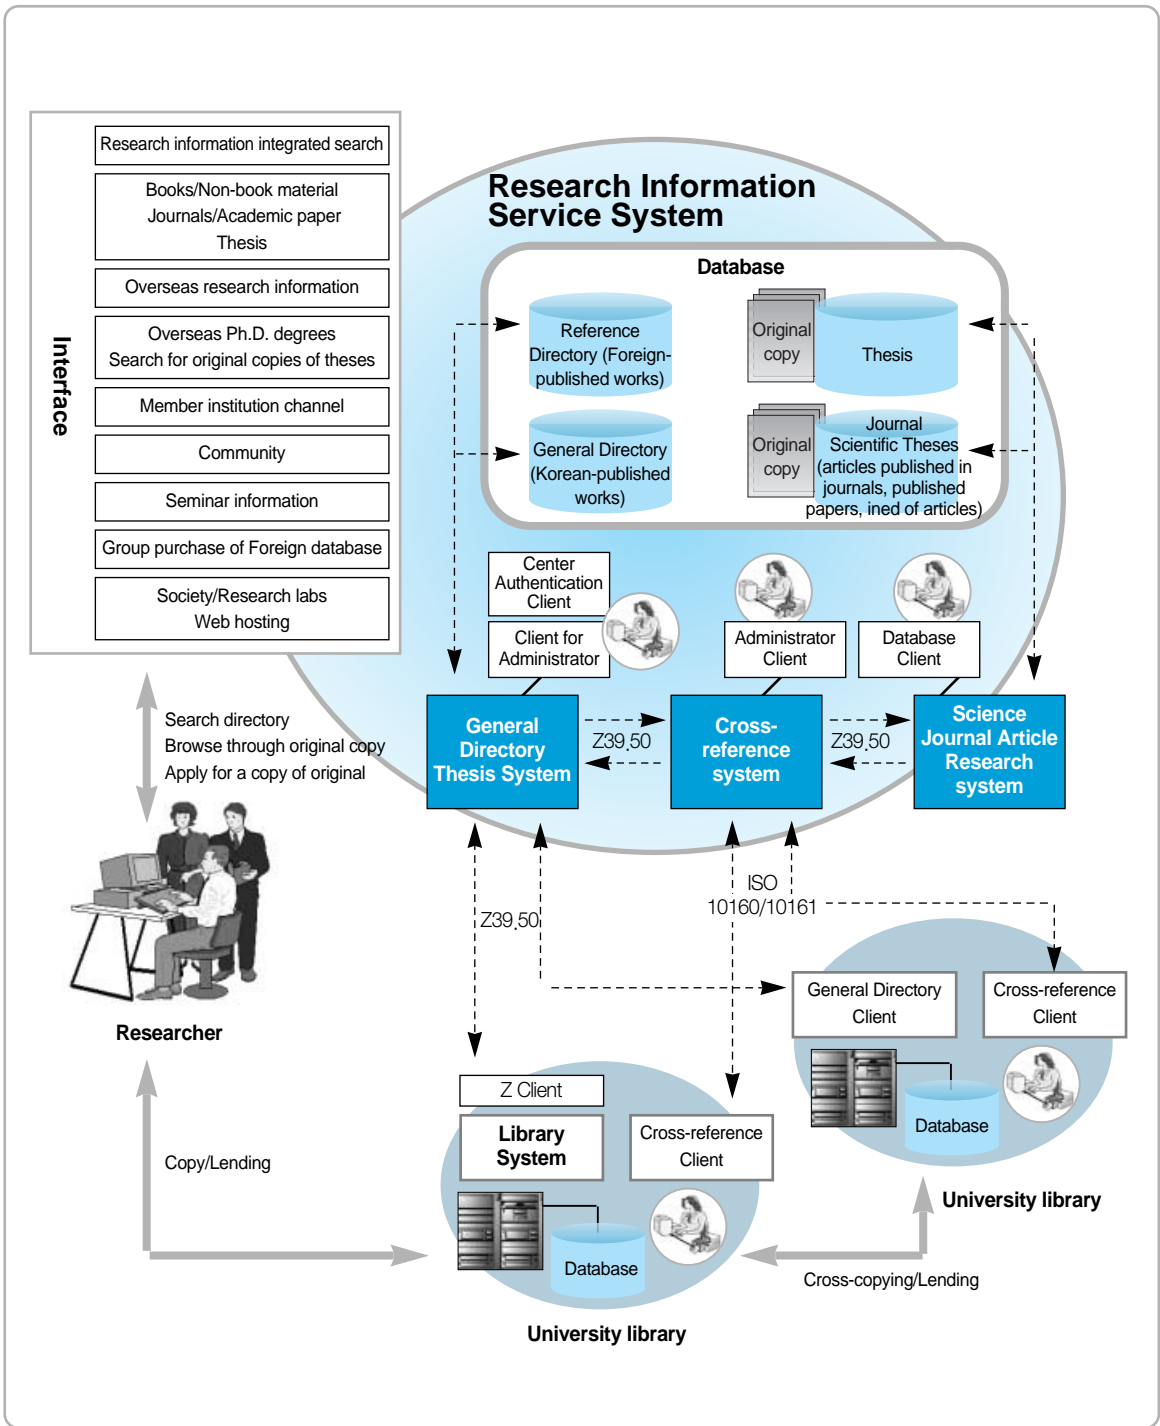 Interface
Research information integrated search
Books/Non-book material
Journals/Academic paper
Thesis
Overseas research information
Overseas Ph.D. degrees
Search for original copies of theses
Member institution channel
Community
Seminar information
Group purchase of Foreign database
Society/Research labs
Web hosting
Research Information
Service System
Database
Reference
Directory (Foreign-
published works)
Original
copy
Thesis
General Directory
(Korean-published
works)
Original
copy
Journal
Scientific Theses
(articles published in
journals, published
papers, ined of articles)
Center
Authentication
Client
Client for
Administrator
Administrator
Client
Database
Client
General
Directory
Thesis System
Z39.50
Cross-
reference
system
Z39.50
Science
Journal Article
Research
system
Search directory
Browse through original copy
Apply for a copy of original
Researcher
Z39.50
ISO
10160/10161
General Directory
Client
Cross-reference
Client
Database
University library
Z Client
Library
System
Cross-reference
Client
Database
University library
Copy/Lending
Cross-copying/Lending